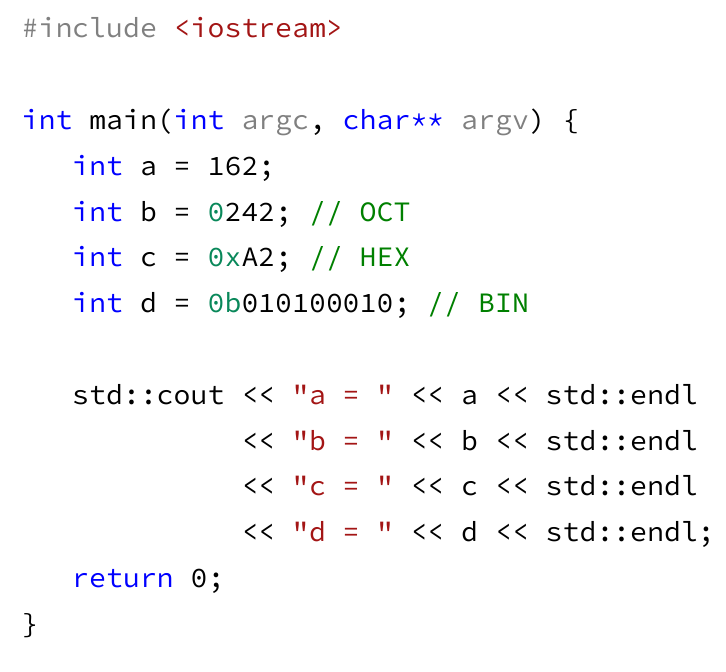 #include <iostream>

int main(int argc, char** argv) {
   int a = 162;
   int b = 0242; // OCT
   int c = 0xA2; // HEX
   int d = 0b010100010; // BIN

   std::cout << "a = " << a << std::endl
             << "b = " << b << std::endl
             << "c = " << c << std::endl
             << "d = " << d << std::endl;
   return 0;
}